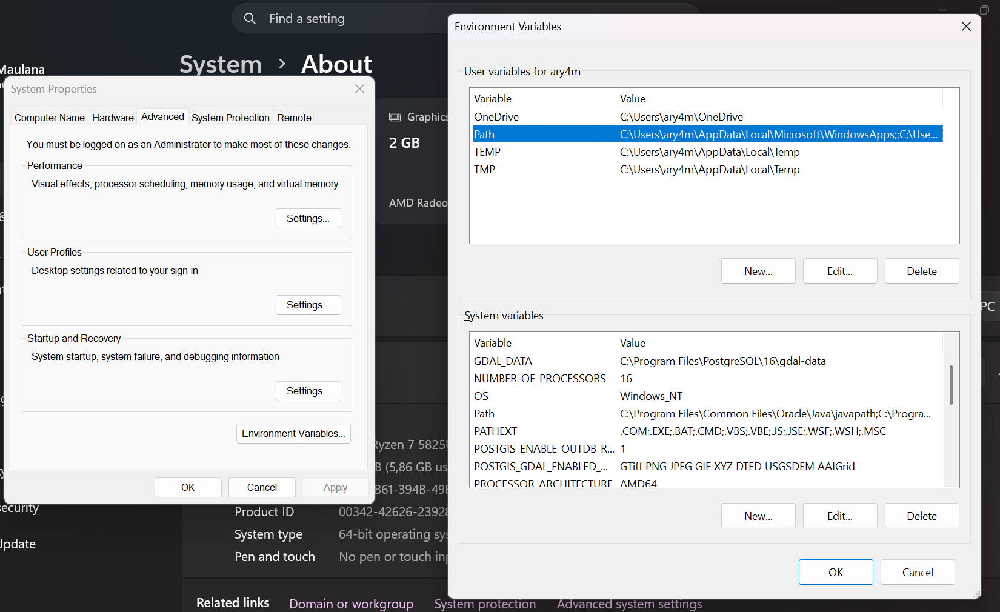 Find a setting
Maulana
System > About
Graphics
2 GB
AMD Radeo
System Properties
Computer Name
Hardware
Advanced
System Protection
Remote
You must be logged on as an Administrator to make most of these changes.
Performance
Visual effects, processor scheduling, memory usage, and virtual memory
Settings...
User Profiles
Desktop settings related to your sign-in
Settings...
Startup and Recovery
System startup, system failure, and debugging information
Settings...
Environment Variables...
OK
Cancel
Apply
Ryzen 7 5825U
B (5,86 GB us
B61-394B-49
Product ID 00342-42626-2392
System type 64-bit operating sys
Pen and touch No pen or touch inp
security
Update
Related links
Domain or workgroup
System protection
Advanced system settings
PC
Environment Variables
User variables for ary4m
Variable Value
OneDrive C:\Users\ary4m\OneDrive
Path C:\Users\ary4m\AppData\Local\Microsoft\WindowsApps;;C:\Use...
TEMP C:\Users\ary4m\AppData\Local\Temp
TMP C:\Users\ary4m\AppData\Local\Temp
New...
Edit...
Delete
System variables
Variable Value
GDAL_DATA C:\Program Files\PostgreSQL\16\gdal-data
NUMBER_OF_PROCESSORS 16
OS Windows_NT
Path C:\Program Files\Common Files\Oracle\Java\javapath;C:\Progra...
PATHEXT .COM;.EXE;.BAT;.CMD;.VBS;.VBE;.JS;.JSE;.WSF;.WSH;.MSC
POSTGIS_ENABLE_OUTDB_R... 1
POSTGIS_GDAL_ENABLED_... GTiff PNG JPEG GIF XYZ DTED USGSDEM AAIGrid
PROCESSOR_ARCHITECTURE AMD64
New...
Edit...
Delete
OK
Cancel